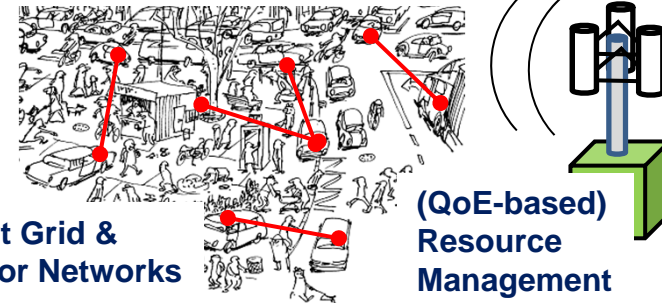 t Grid &
or Networks
(QoE-based)
Resource
Management